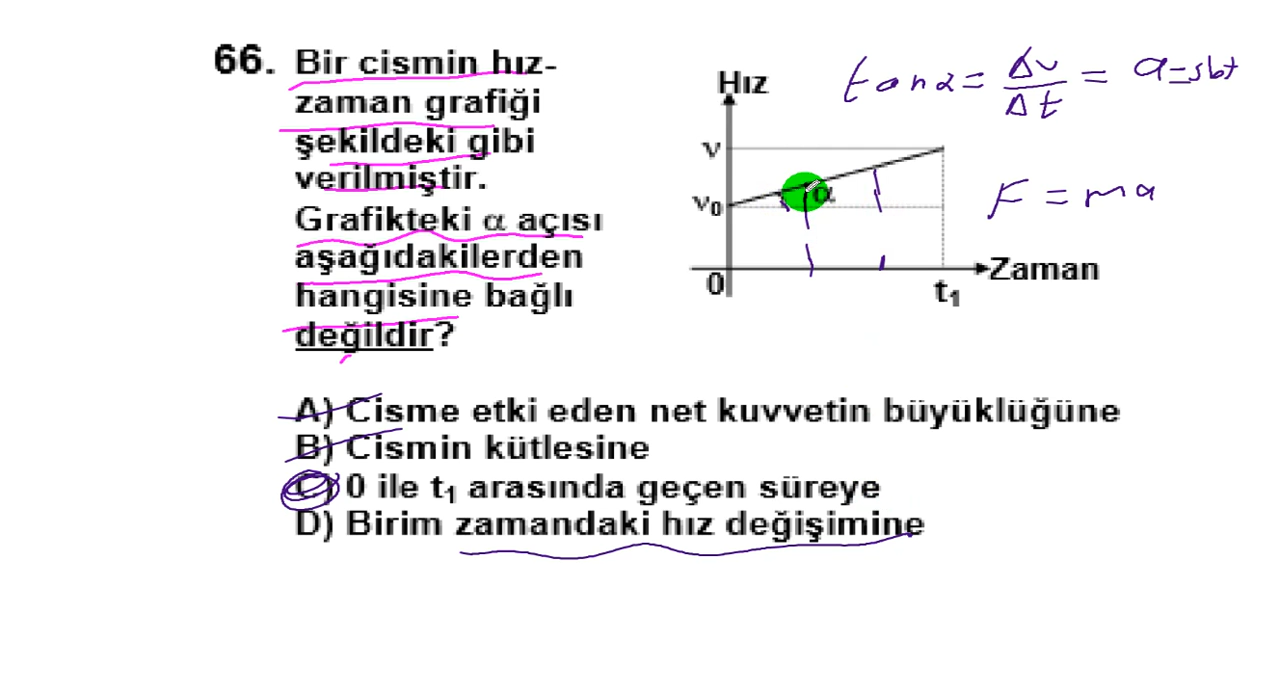 66. Bir cismin hız-
zaman grafiği
şekildeki gibi
verilmiştir.
Grafikteki α açısı
aşağıdakilerden
hangisine bağlı
değildir?
Hız
v
v₀
α
0
t₁
Zaman
tan α = Δv/Δt = a = sbt
F = ma
A) Cisme etki eden net kuvvetin büyüklüğüne
B) Cismin kütlesine
C) 0 ile t₁ arasında geçen süreye
D) Birim zamandaki hız değişimine